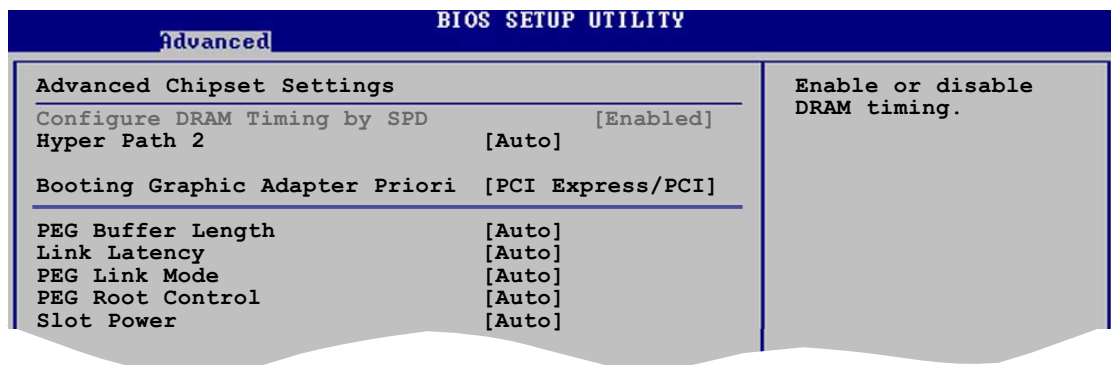 BIOS SETUP UTILITY
Advanced
Advanced Chipset Settings
Configure DRAM Timing by SPD [Enabled]
Hyper Path 2 [Auto]
Booting Graphic Adapter Priori [PCI Express/PCI]
PEG Buffer Length [Auto]
Link Latency [Auto]
PEG Link Mode [Auto]
PEG Root Control [Auto]
Slot Power [Auto]
Enable or disable
DRAM timing.